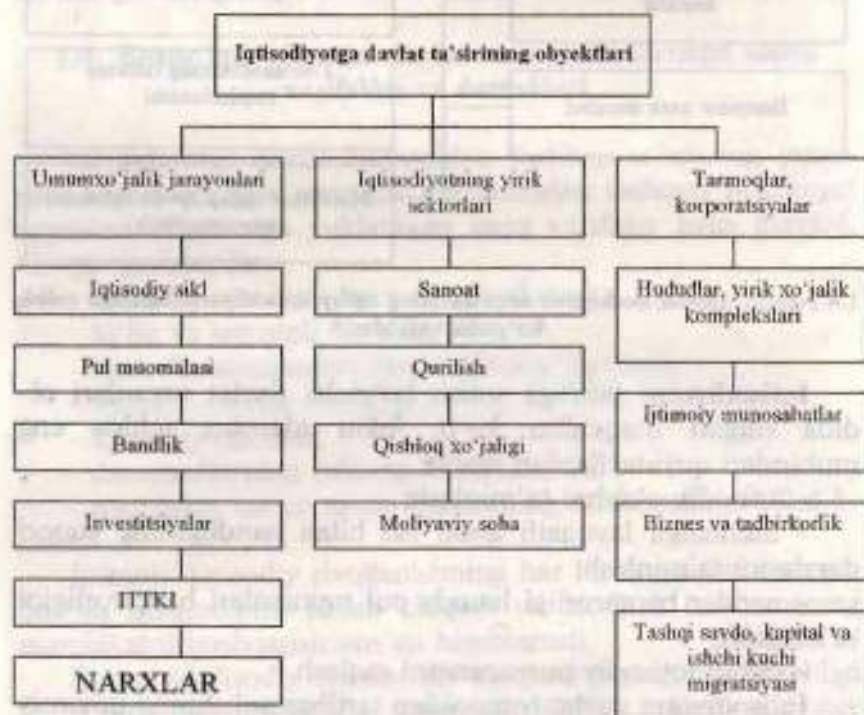 Iqtisodiyotga davlat ta'sirining obyektlari
Umumxo'jalik jarayonlari
Iqtisodiy sikl
Pul muomalasi
Bandlik
Investitsiyalar
ITTKI
NARXLAR
Iqtisodiyotning yirik
sektorlari
Sanoat
Qurilish
Qishloq xo'jaligi
Moliyaviy soha
Tarmoqlar,
korporatsiyalar
Hududlar, yirik xo'jalik
komplekslari
Ijtimoiy munosabatlar
Biznes va tadbirkorlik
Tashqi savdo, kapital va
ishchi kuchi
migratsiyasi